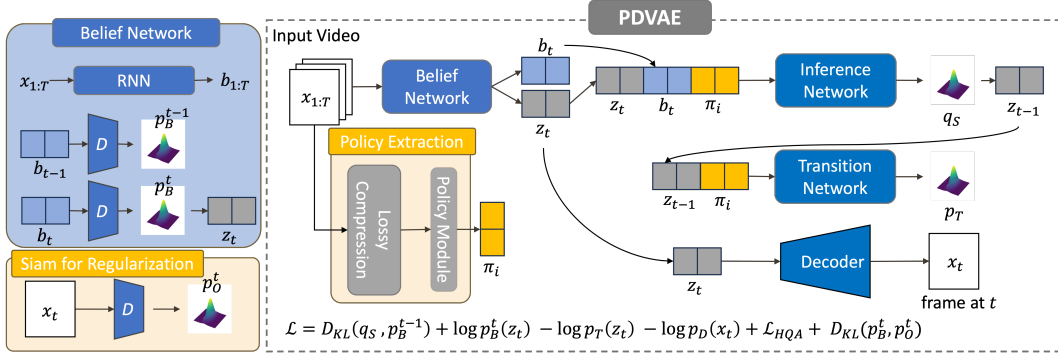 Belief Network
x_{1:T} RNN b_{1:T}
p_B^{t-1}
D
b_{t-1}
p_B^t
D
b_t z_t
Siam for Regularization
p_O^t
x_t D
PDVAE
Input Video
x_{1:T}
Belief Network
b_t
z_t
z_t b_t π_i
Inference Network
q_S
z_{t-1}
Policy Extraction
Lossy Compression
Policy Module
π_i
z_{t-1} π_i
Transition Network
p_T
z_t
Decoder
x_t
frame at t
ℒ = D_{KL}(q_S , p_B^{t-1}) + log p_B^t(z_t) − log p_T(z_t) − log p_D(x_t) + ℒ_{HQA} + D_{KL}(p_B^t, p_O^t)